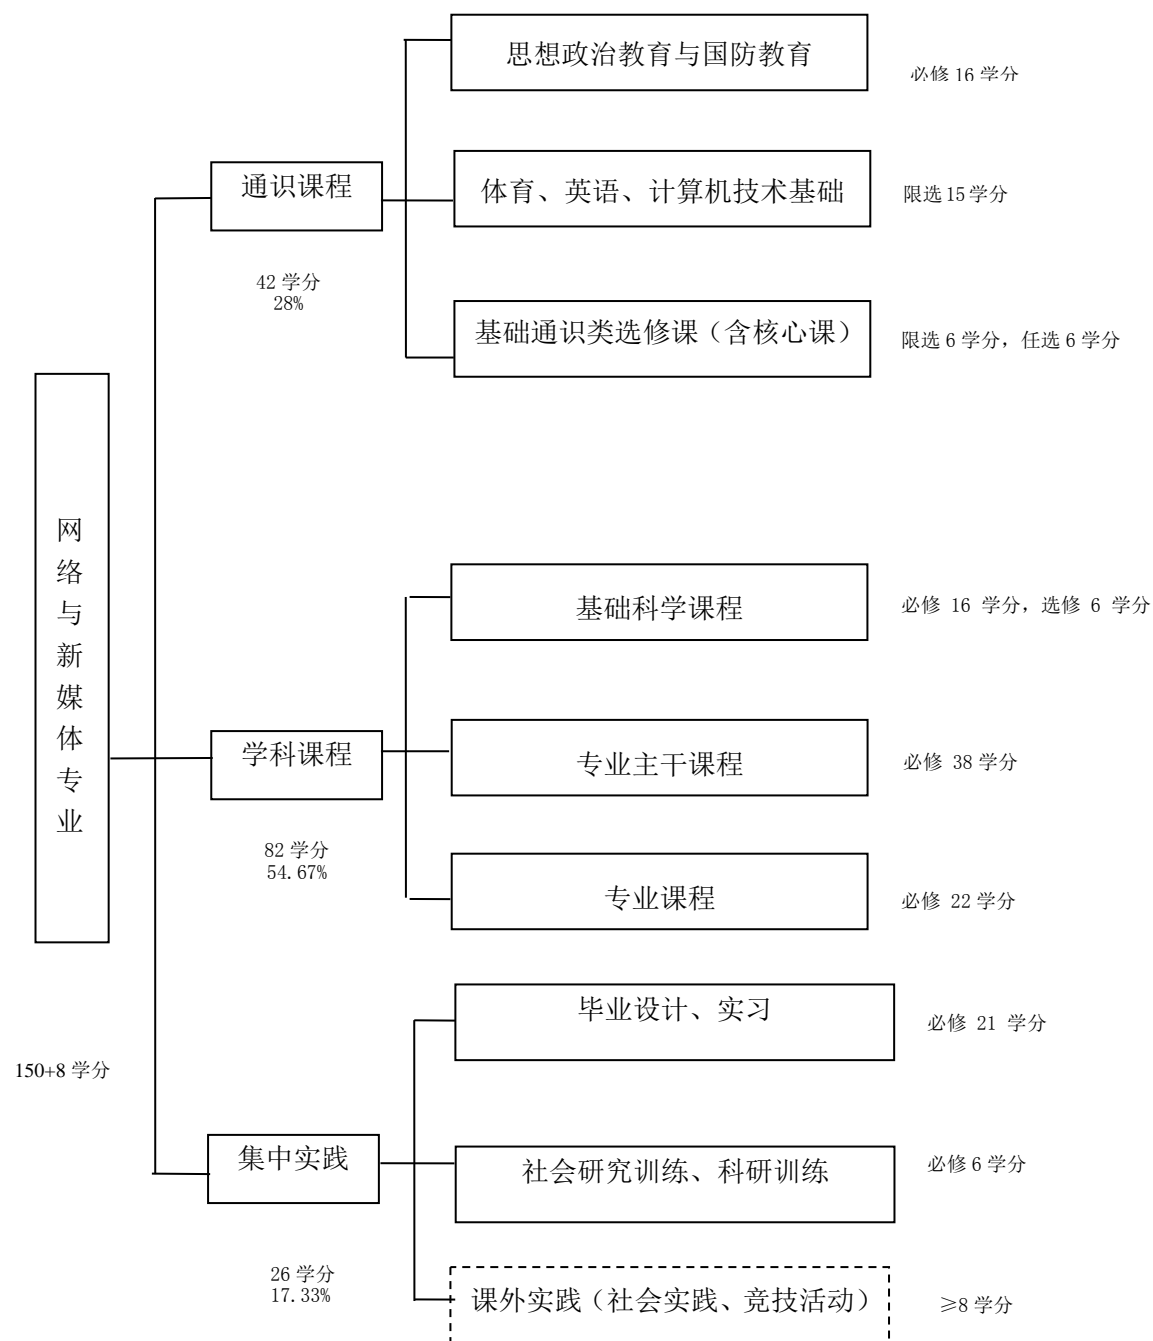 思想政治教育与国防教育
必修 16 学分
通识课程
体育、英语、计算机技术基础
限选 15 学分
42 学分
28%
基础通识类选修课（含核心课）
限选 6 学分，任选 6 学分
网络与新媒体专业
基础科学课程
必修 16 学分，选修 6 学分
学科课程
专业主干课程
必修 38 学分
82 学分
54.67%
专业课程
必修 22 学分
150+8 学分
毕业设计、实习
必修 21 学分
集中实践
社会研究训练、科研训练
必修 6 学分
26 学分
17.33%
课外实践（社会实践、竞技活动）
≥8 学分